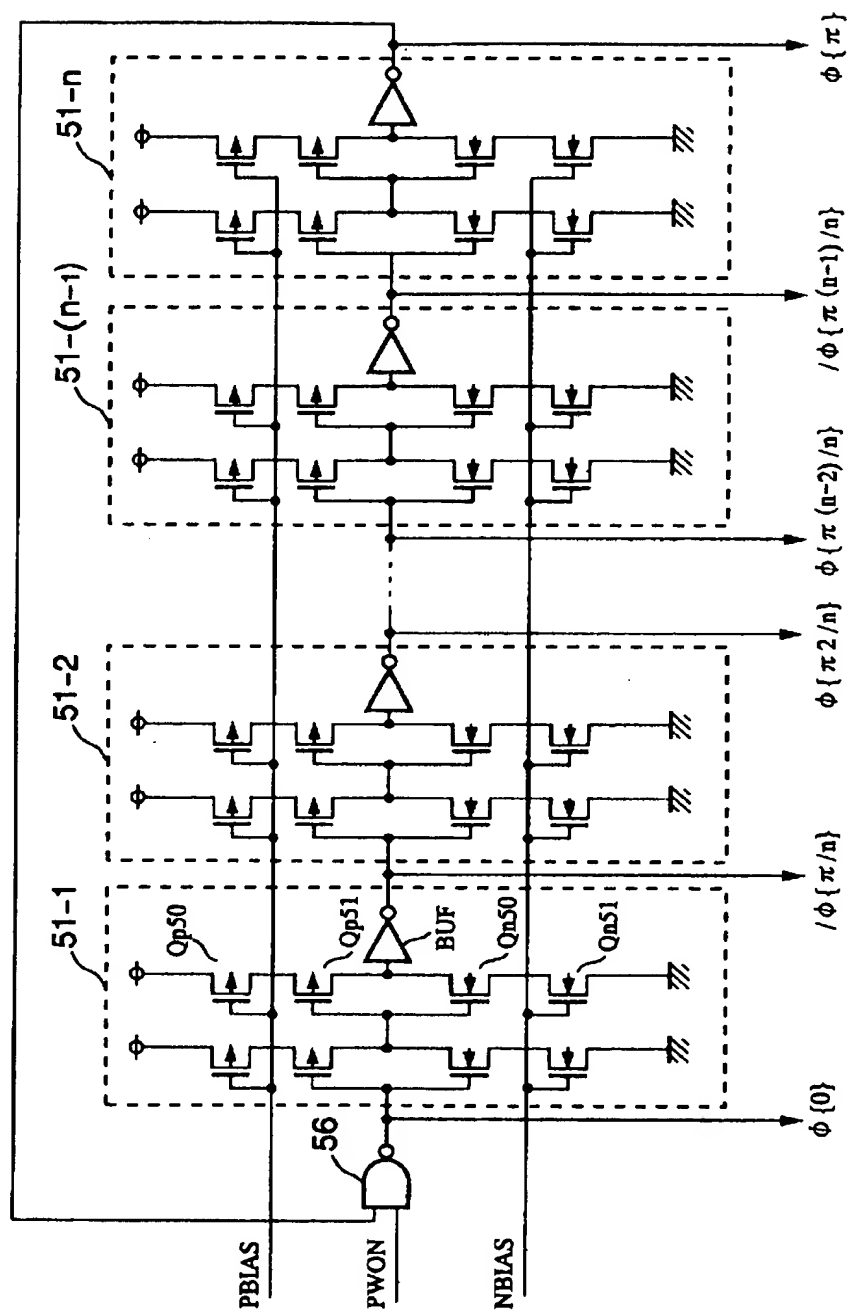 51-1
51-2
51-(n-1)
51-n
Qp50
Qp51
BUF
Qn50
Qn51
56
PBIAS
PWON
NBIAS
φ{0}
/φ{π/n}
φ{π2/n}
φ{π(n-2)/n}
/φ{π(n-1)/n}
φ{π}